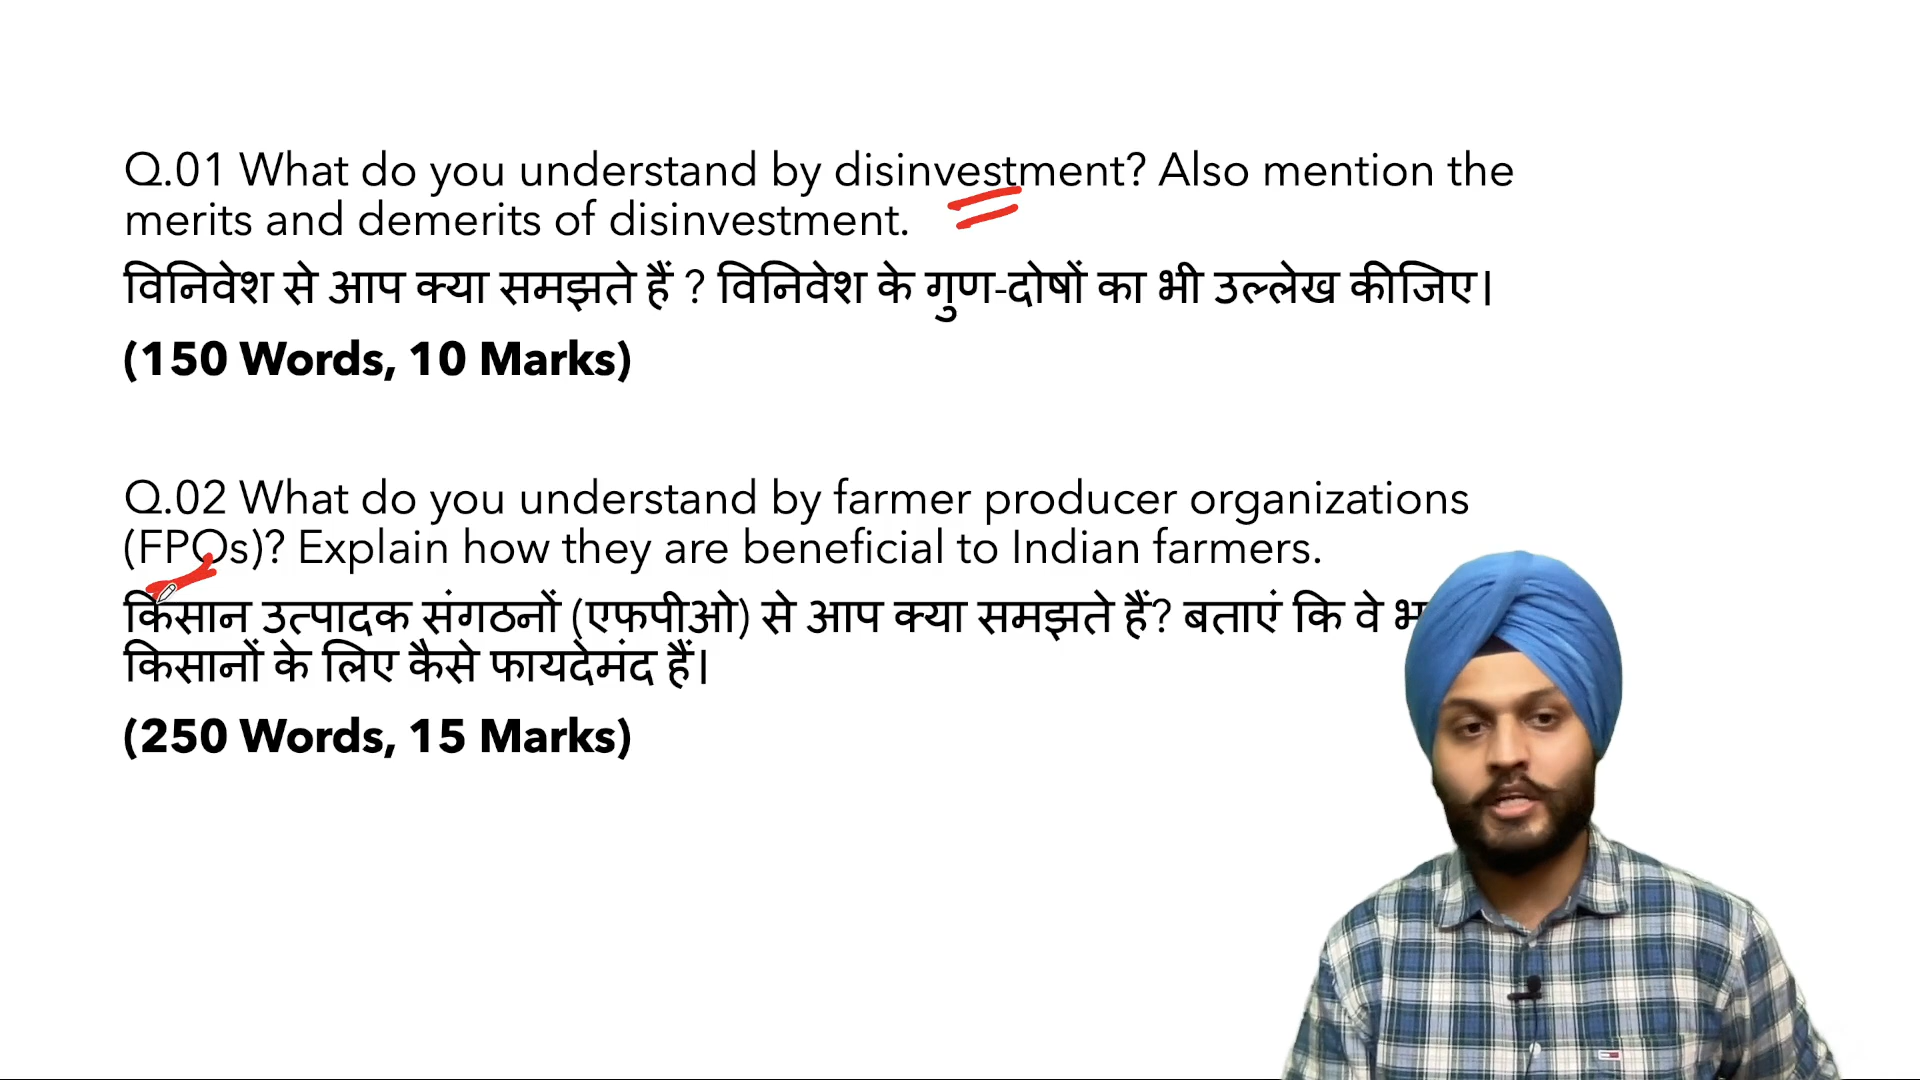 Q.01 What do you understand by disinvestment? Also mention the
merits and demerits of disinvestment.
विनिवेश से आप क्या समझते हैं ? विनिवेश के गुण-दोषों का भी उल्लेख कीजिए।
(150 Words, 10 Marks)
Q.02 What do you understand by farmer producer organizations
(FPOs)? Explain how they are beneficial to Indian farmers.
किसान उत्पादक संगठनों (एफपीओ) से आप क्या समझते हैं? बताएं कि वे
किसानों के लिए कैसे फायदेमंद हैं।
(250 Words, 15 Marks)